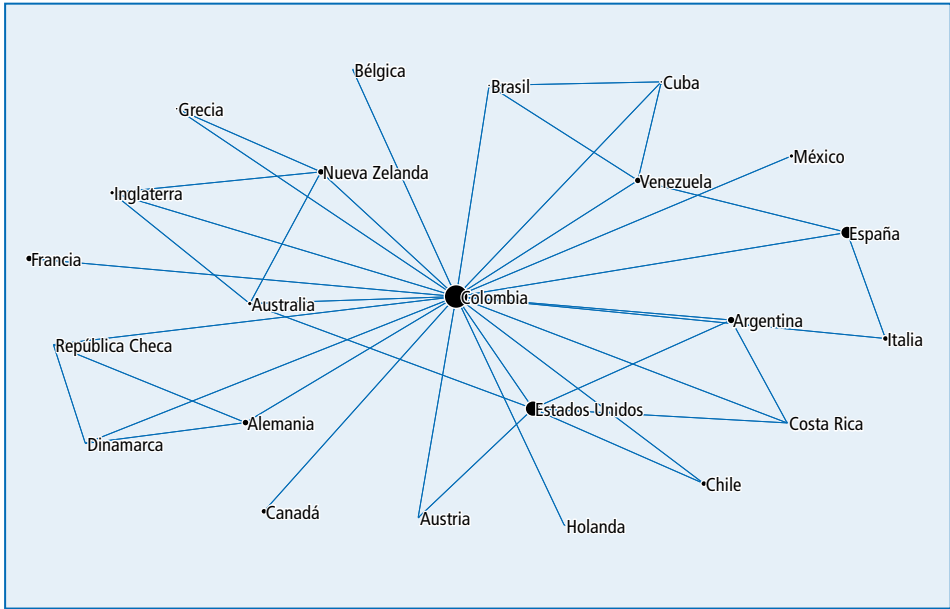 Bélgica
Brasil
Cuba
Grecia
México
Nueva Zelanda
Venezuela
Inglaterra
España
Francia
Colombia
Australia
Argentina
Italia
República Checa
Estados Unidos
Alemania
Costa Rica
Dinamarca
Chile
Canadá
Austria
Holanda